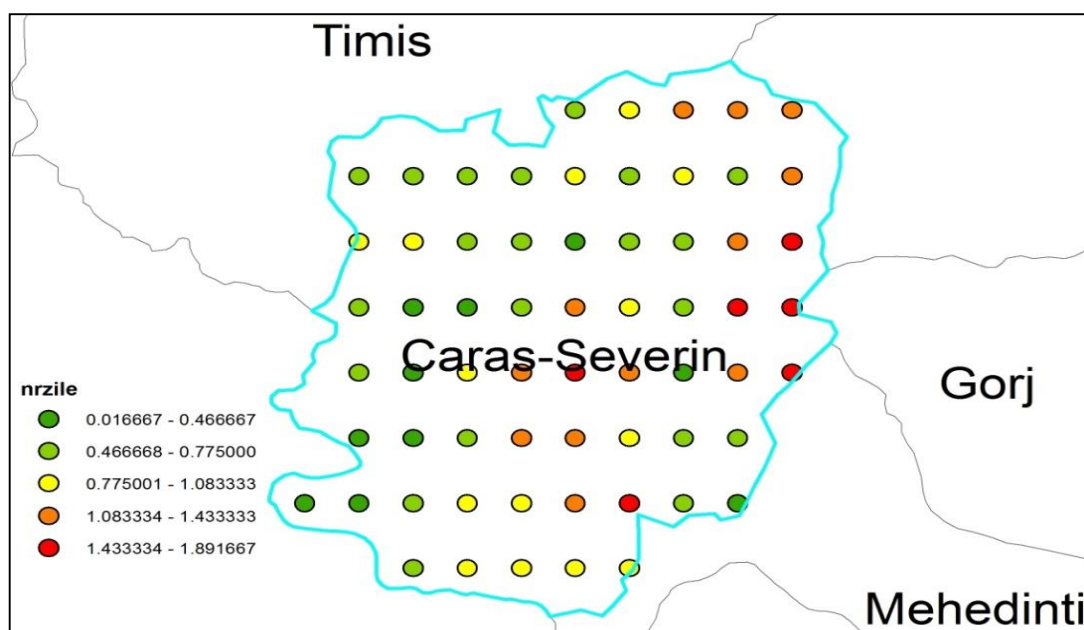 Timis
Caras-Severin
Gorj
nrzile
0.016667 - 0.466667
0.466668 - 0.775000
0.775001 - 1.083333
1.083334 - 1.433333
1.433334 - 1.891667
Mehedinti